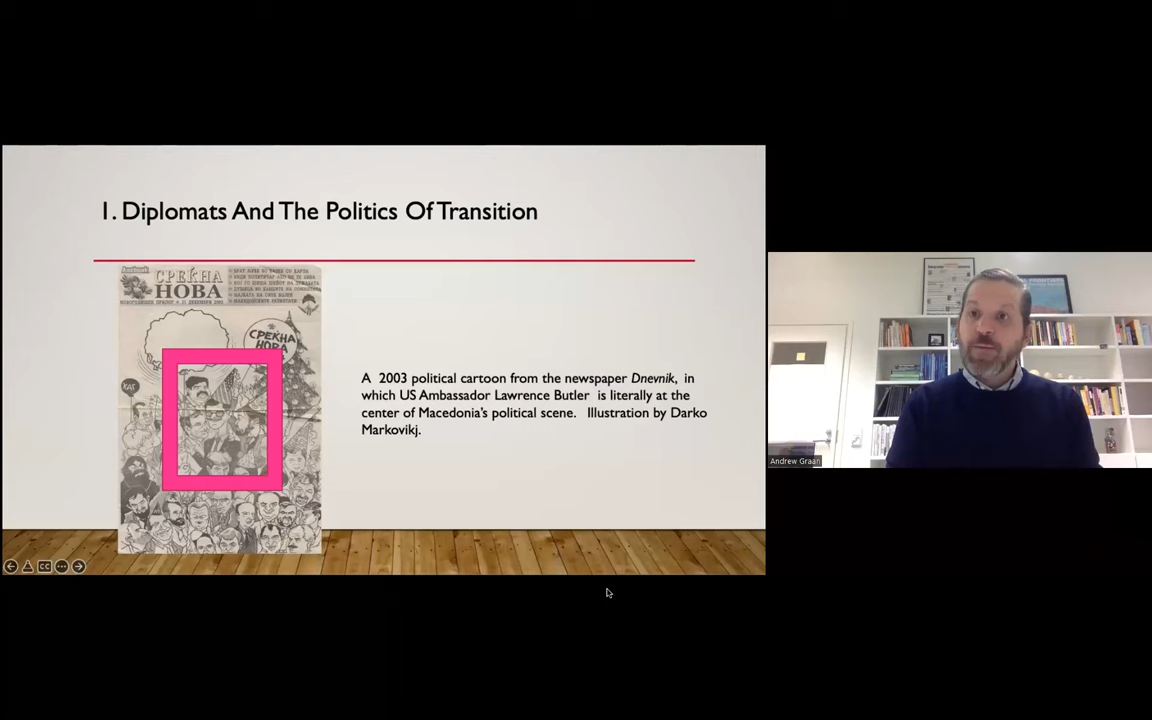 1. Diplomats And The Politics Of Transition
СРЕЌНА
НОВА
СРЕЌНА
НОВА
A 2003 political cartoon from the newspaper Dnevnik, in
which US Ambassador Lawrence Butler is literally at the
center of Macedonia's political scene. Illustration by Darko
Markovikj.
Andrew Graan
CC